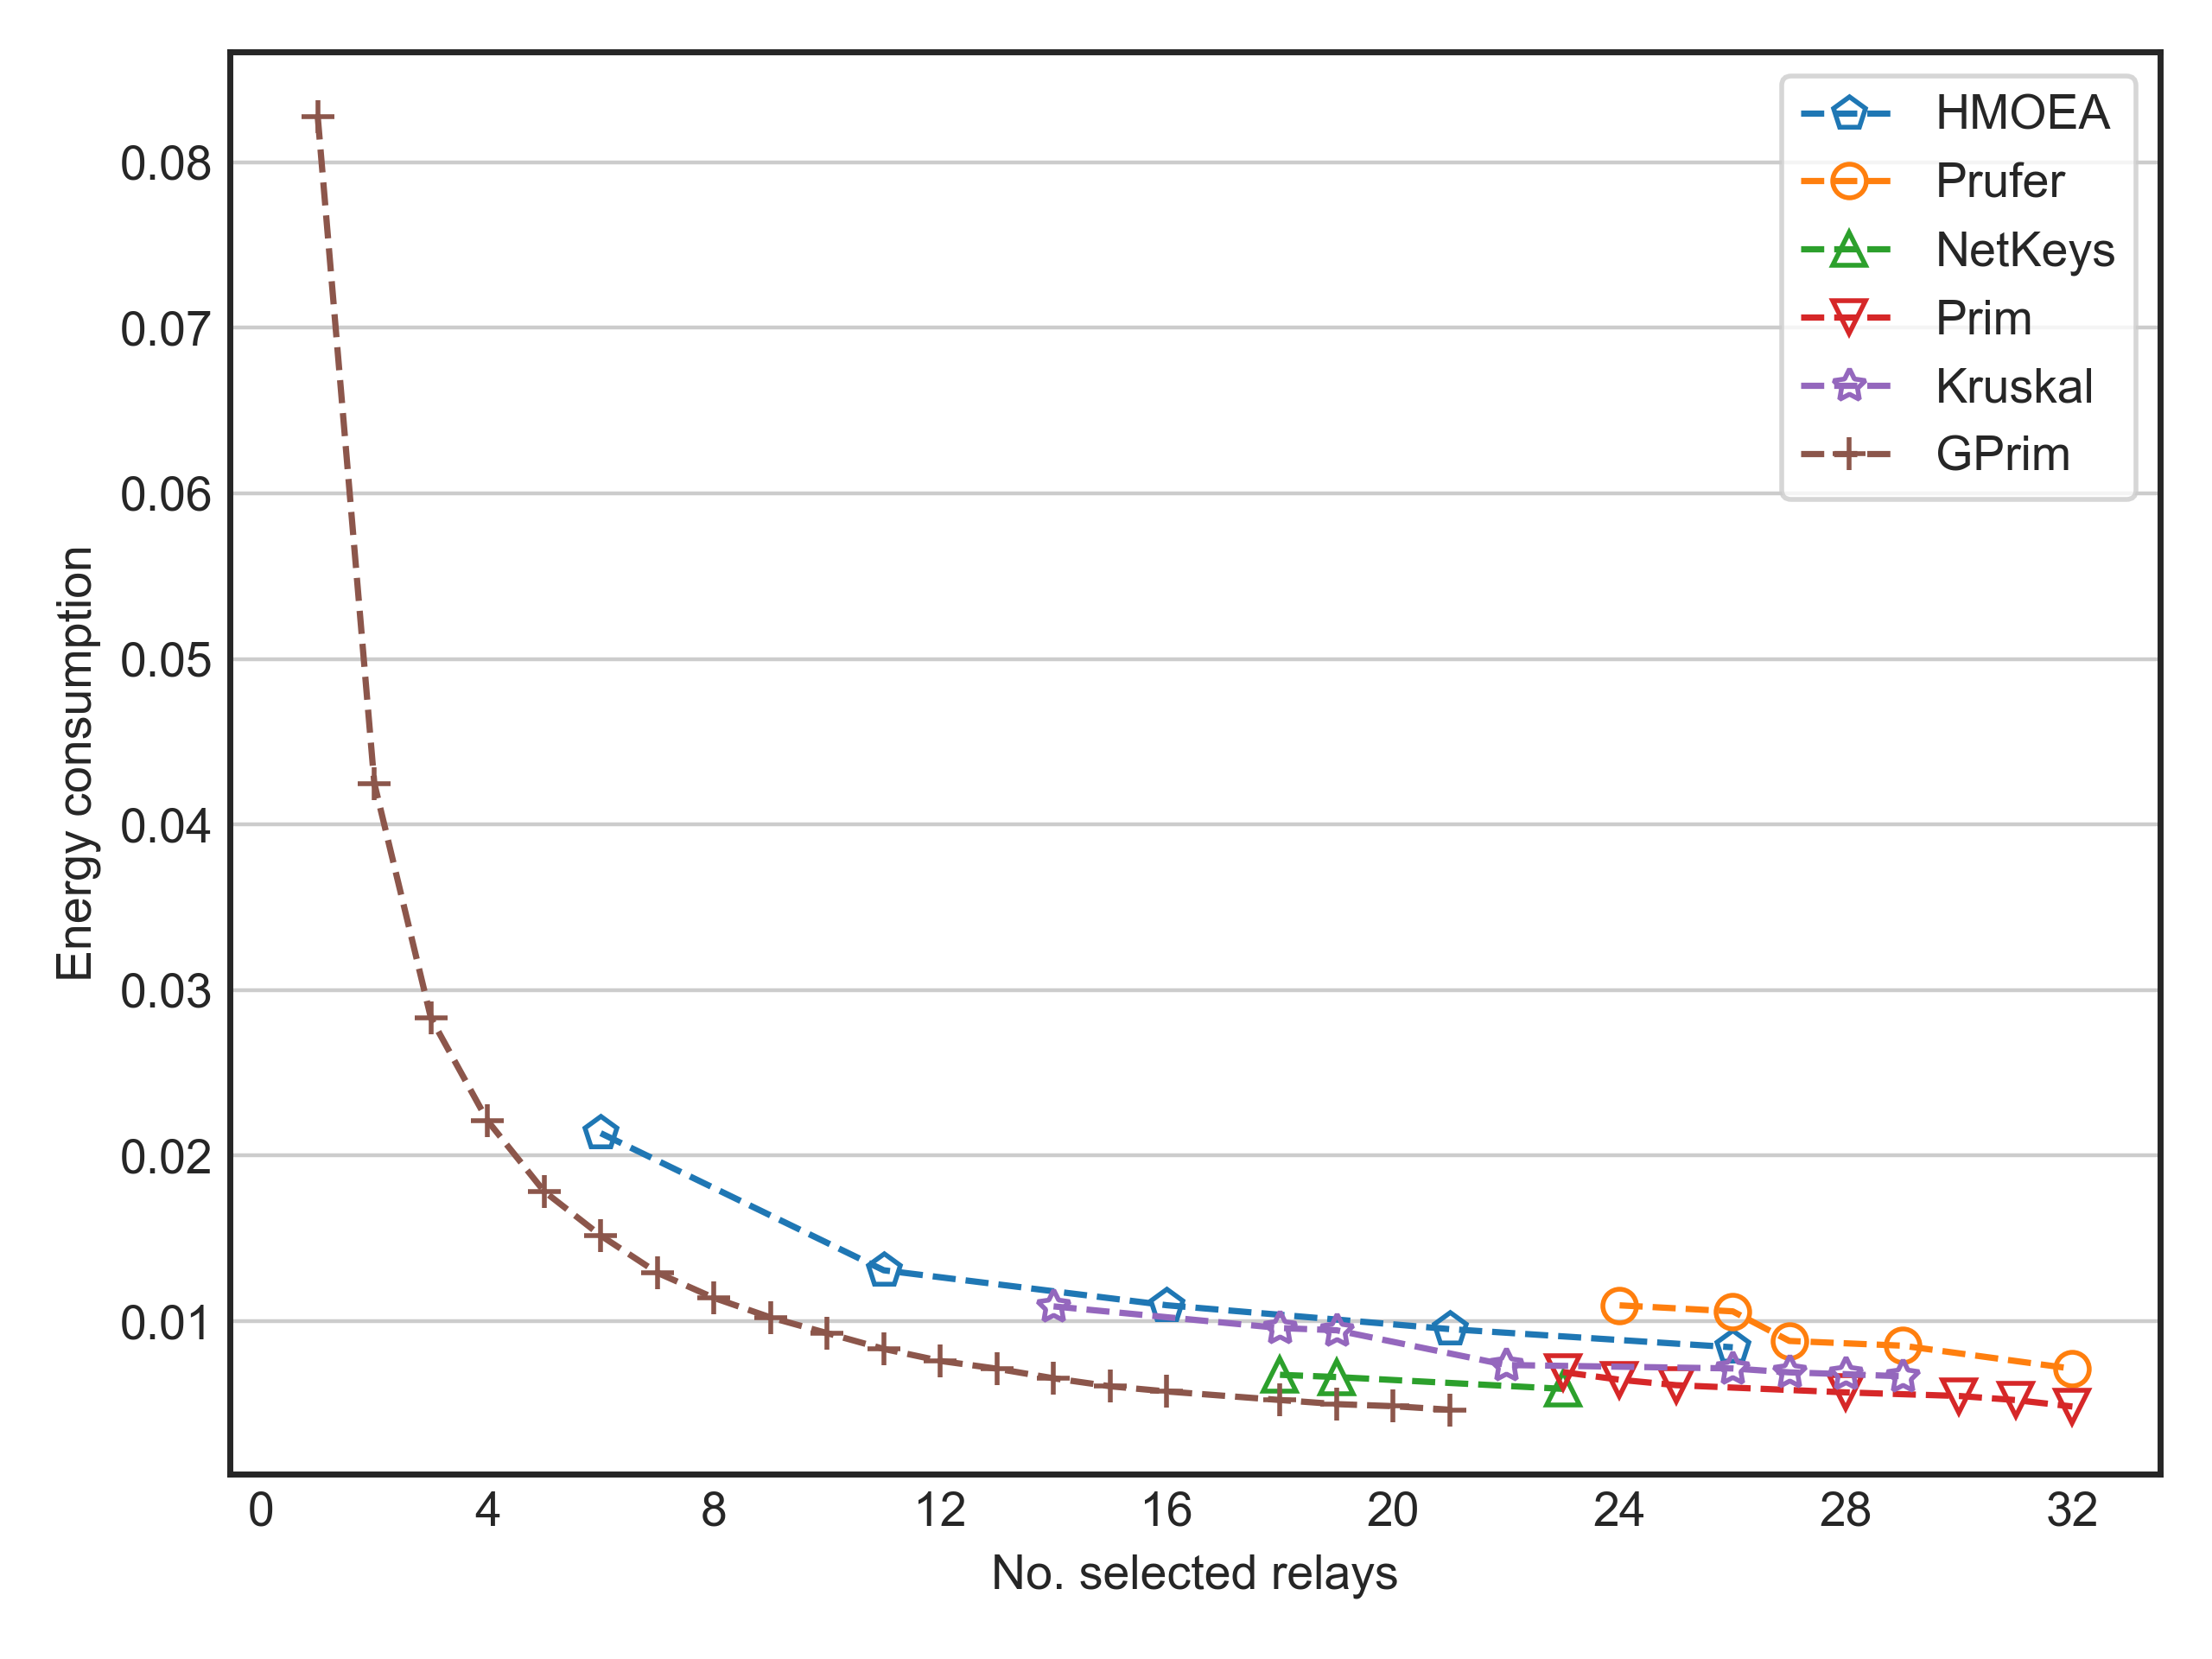 HMOEA
Prufer
NetKeys
Prim
Kruskal
GPrim
0.08
0.07
0.06
0.05
0.04
0.03
0.02
0.01
Energy consumption
0 4 8 12 16 20 24 28 32
No. selected relays